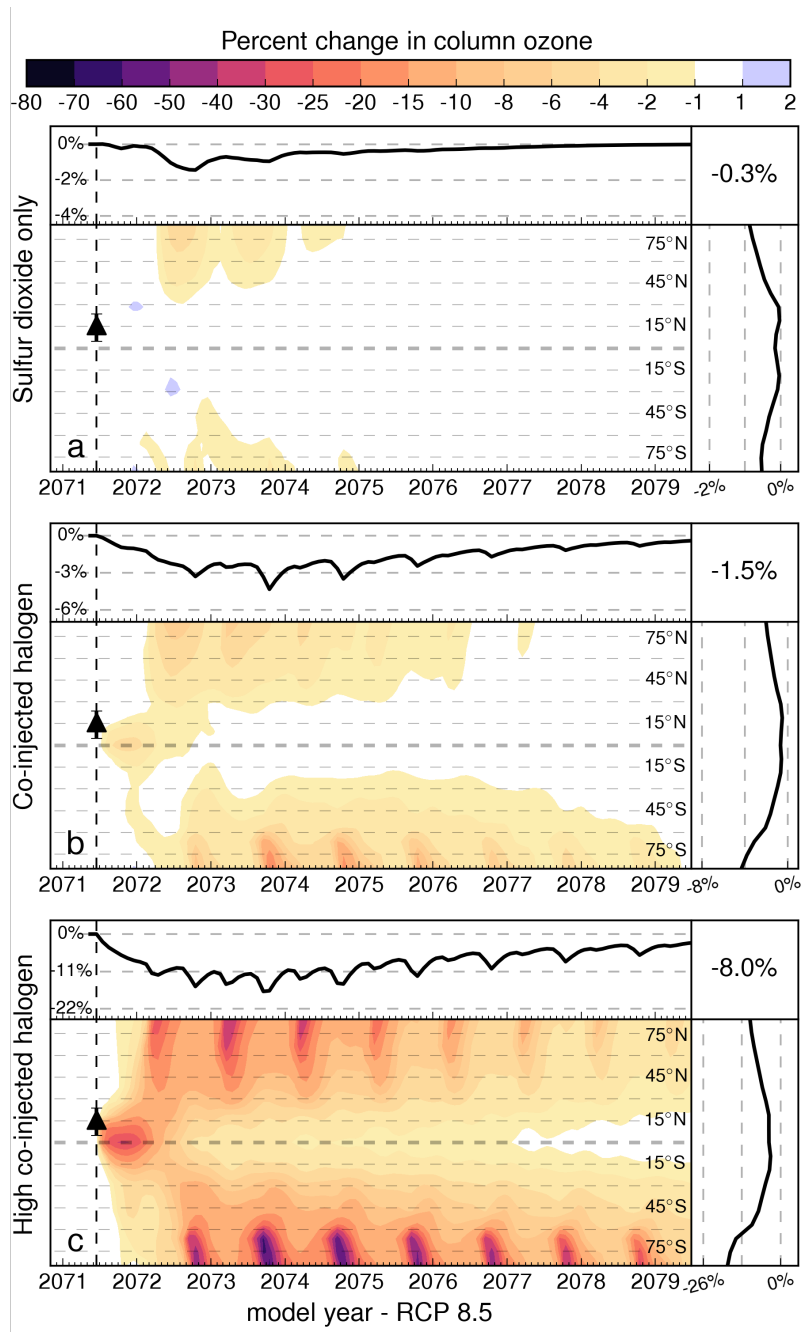 Percent change in column ozone
-80 -70 -60 -50 -40 -30 -25 -20 -15 -10 -8 -6 -4 -2 -1 1 2
Sulfur dioxide only
0%
-2%
-4%
-0.3%
75°N
45°N
15°N
15°S
45°S
75°S
a
2071 2072 2073 2074 2075 2076 2077 2078 2079 -2% 0%
Co-injected halogen
0%
-3%
-6%
-1.5%
75°N
45°N
15°N
15°S
45°S
75°S
b
2071 2072 2073 2074 2075 2076 2077 2078 2079 -8% 0%
High co-injected halogen
0%
-11%
-22%
-8.0%
75°N
45°N
15°N
15°S
45°S
75°S
c
2071 2072 2073 2074 2075 2076 2077 2078 2079 -26% 0%
model year - RCP 8.5